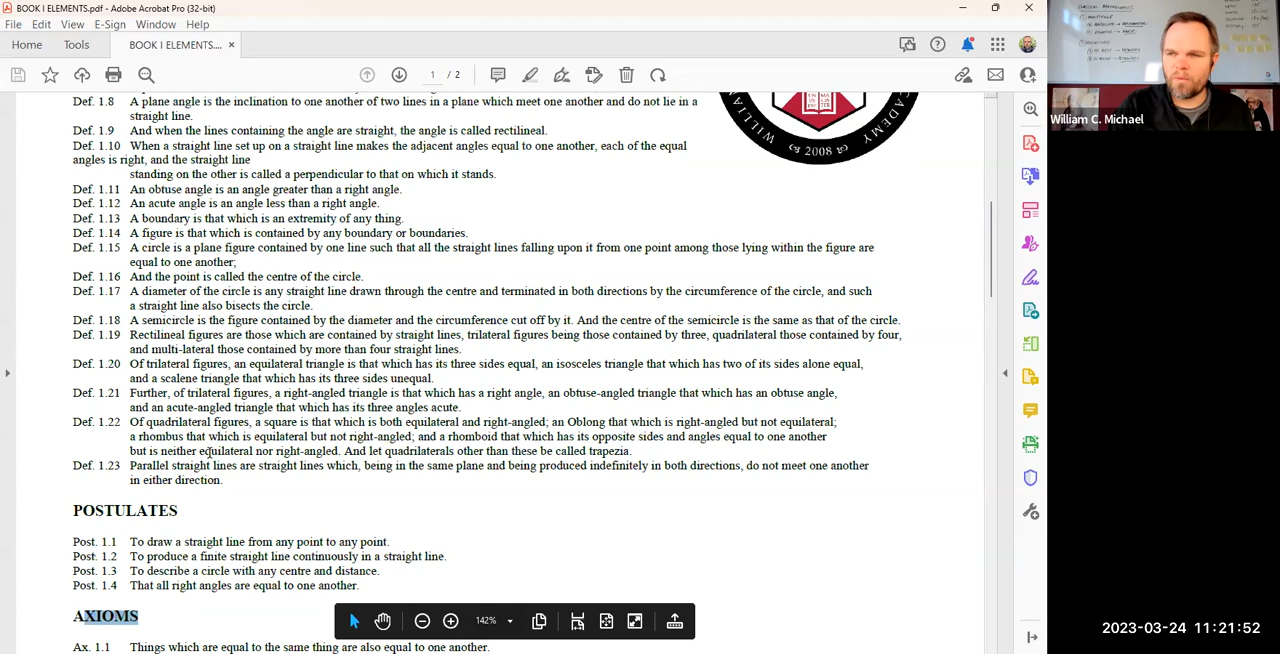 BOOK I ELEMENTS.pdf - Adobe Acrobat Pro (32-bit)
File Edit View E-Sign Window Help
Home Tools BOOK I ELEMENTS.... ×
1 / 2
Def. 1.8 A plane angle is the inclination to one another of two lines in a plane which meet one another and do not lie in a
straight line.
Def. 1.9 And when the lines containing the angle are straight, the angle is called rectilineal.
Def. 1.10 When a straight line set up on a straight line makes the adjacent angles equal to one another, each of the equal
angles is right, and the straight line
standing on the other is called a perpendicular to that on which it stands.
Def. 1.11 An obtuse angle is an angle greater than a right angle.
Def. 1.12 An acute angle is an angle less than a right angle.
Def. 1.13 A boundary is that which is an extremity of any thing.
Def. 1.14 A figure is that which is contained by any boundary or boundaries.
Def. 1.15 A circle is a plane figure contained by one line such that all the straight lines falling upon it from one point among those lying within the figure are
equal to one another;
Def. 1.16 And the point is called the centre of the circle.
Def. 1.17 A diameter of the circle is any straight line drawn through the centre and terminated in both directions by the circumference of the circle, and such
a straight line also bisects the circle.
Def. 1.18 A semicircle is the figure contained by the diameter and the circumference cut off by it. And the centre of the semicircle is the same as that of the circle.
Def. 1.19 Rectilineal figures are those which are contained by straight lines, trilateral figures being those contained by three, quadrilateral those contained by four,
and multi-lateral those contained by more than four straight lines.
Def. 1.20 Of trilateral figures, an equilateral triangle is that which has its three sides equal, an isosceles triangle that which has two of its sides alone equal,
and a scalene triangle that which has its three sides unequal.
Def. 1.21 Further, of trilateral figures, a right-angled triangle is that which has a right angle, an obtuse-angled triangle that which has an obtuse angle,
and an acute-angled triangle that which has its three angles acute.
Def. 1.22 Of quadrilateral figures, a square is that which is both equilateral and right-angled; an Oblong that which is right-angled but not equilateral;
a rhombus that which is equilateral but not right-angled; and a rhomboid that which has its opposite sides and angles equal to one another
but is neither equilateral nor right-angled. And let quadrilaterals other than these be called trapezia.
Def. 1.23 Parallel straight lines are straight lines which, being in the same plane and being produced indefinitely in both directions, do not meet one another
in either direction.
POSTULATES
Post. 1.1 To draw a straight line from any point to any point.
Post. 1.2 To produce a finite straight line continuously in a straight line.
Post. 1.3 To describe a circle with any centre and distance.
Post. 1.4 That all right angles are equal to one another.
AXIOMS
Ax. 1.1 Things which are equal to the same thing are also equal to one another.
142%
2008
ACADEMY
William C. Michael
2023-03-24 11:21:52